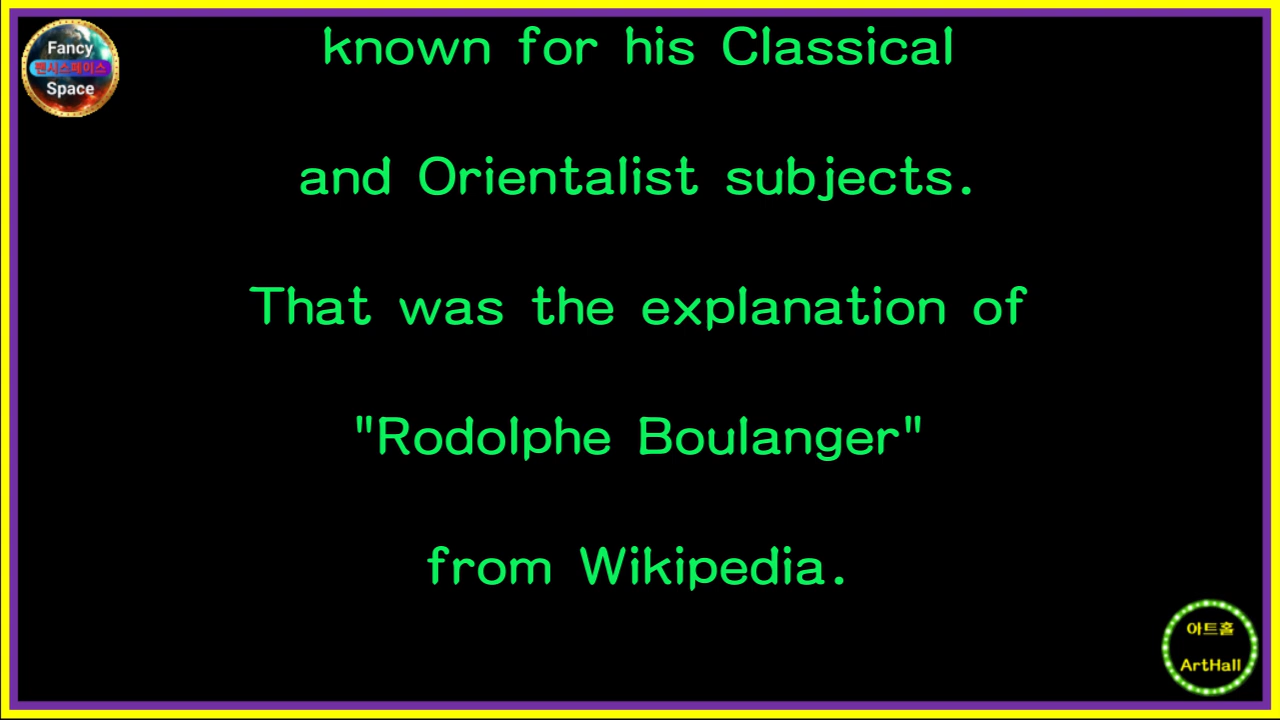 Fancy
팬시스페이스
Space
known for his Classical
and Orientalist subjects.
That was the explanation of
"Rodolphe Boulanger"
from Wikipedia.
아트홀
ArtHall